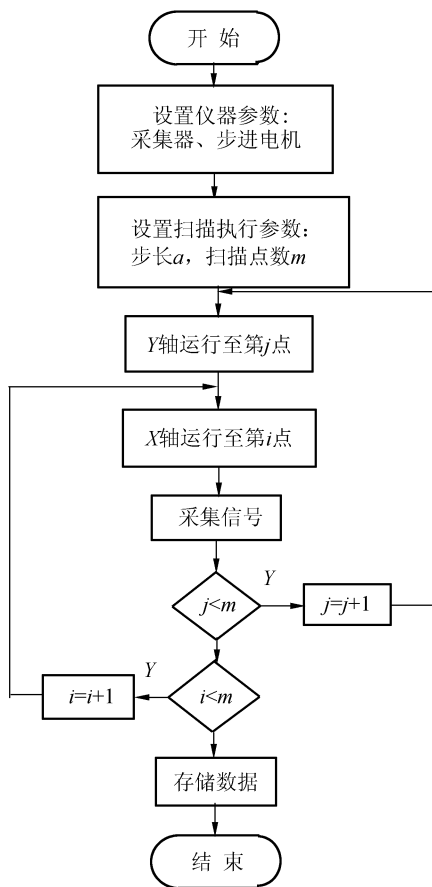 开 始
设置仪器参数:
采集器、步进电机
设置扫描执行参数:
步长a，扫描点数m
Y轴运行至第j点
X轴运行至第i点
采集信号
j<m
Y
j=j+1
i<m
Y
i=i+1
存储数据
结 束